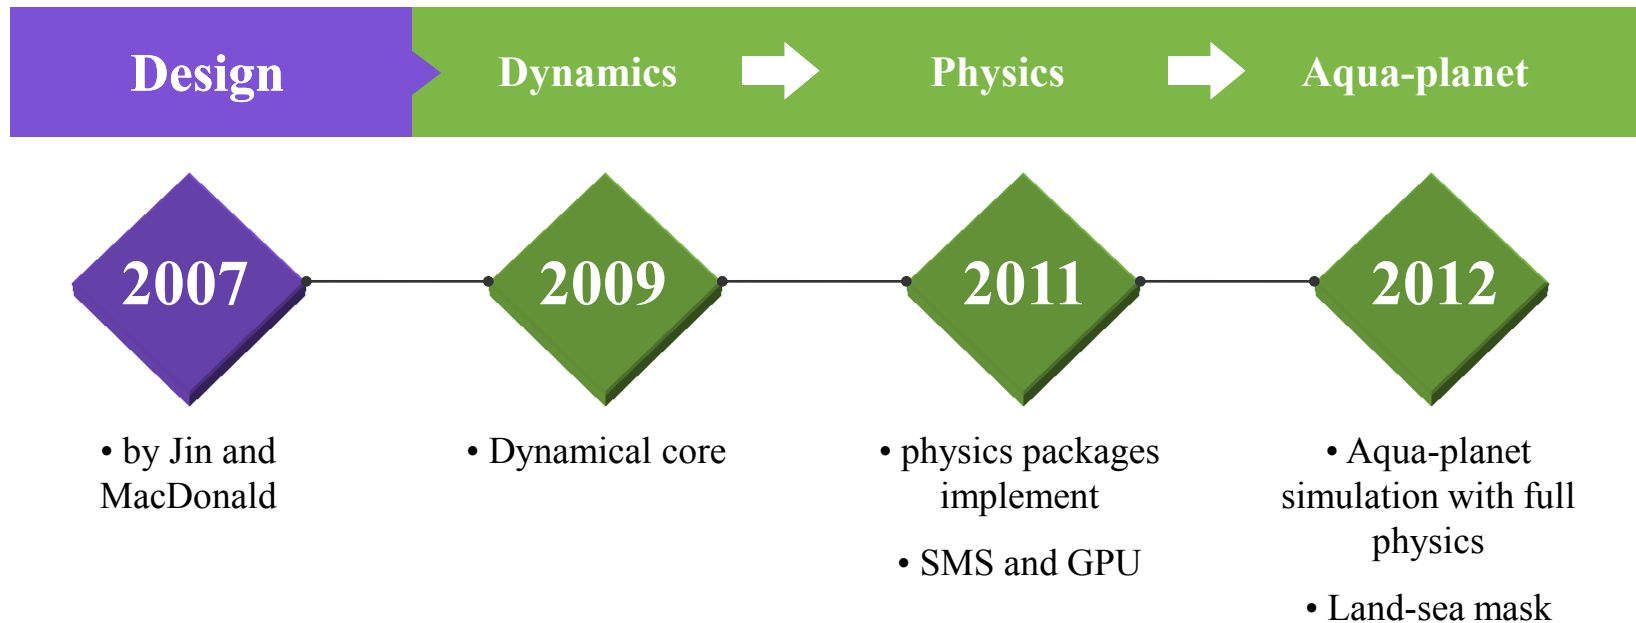 Design
Dynamics
Physics
Aqua-planet
2007
2009
2011
2012
• by Jin and
MacDonald
• Dynamical core
• physics packages
implement
• SMS and GPU
• Aqua-planet
simulation with full
physics
• Land-sea mask